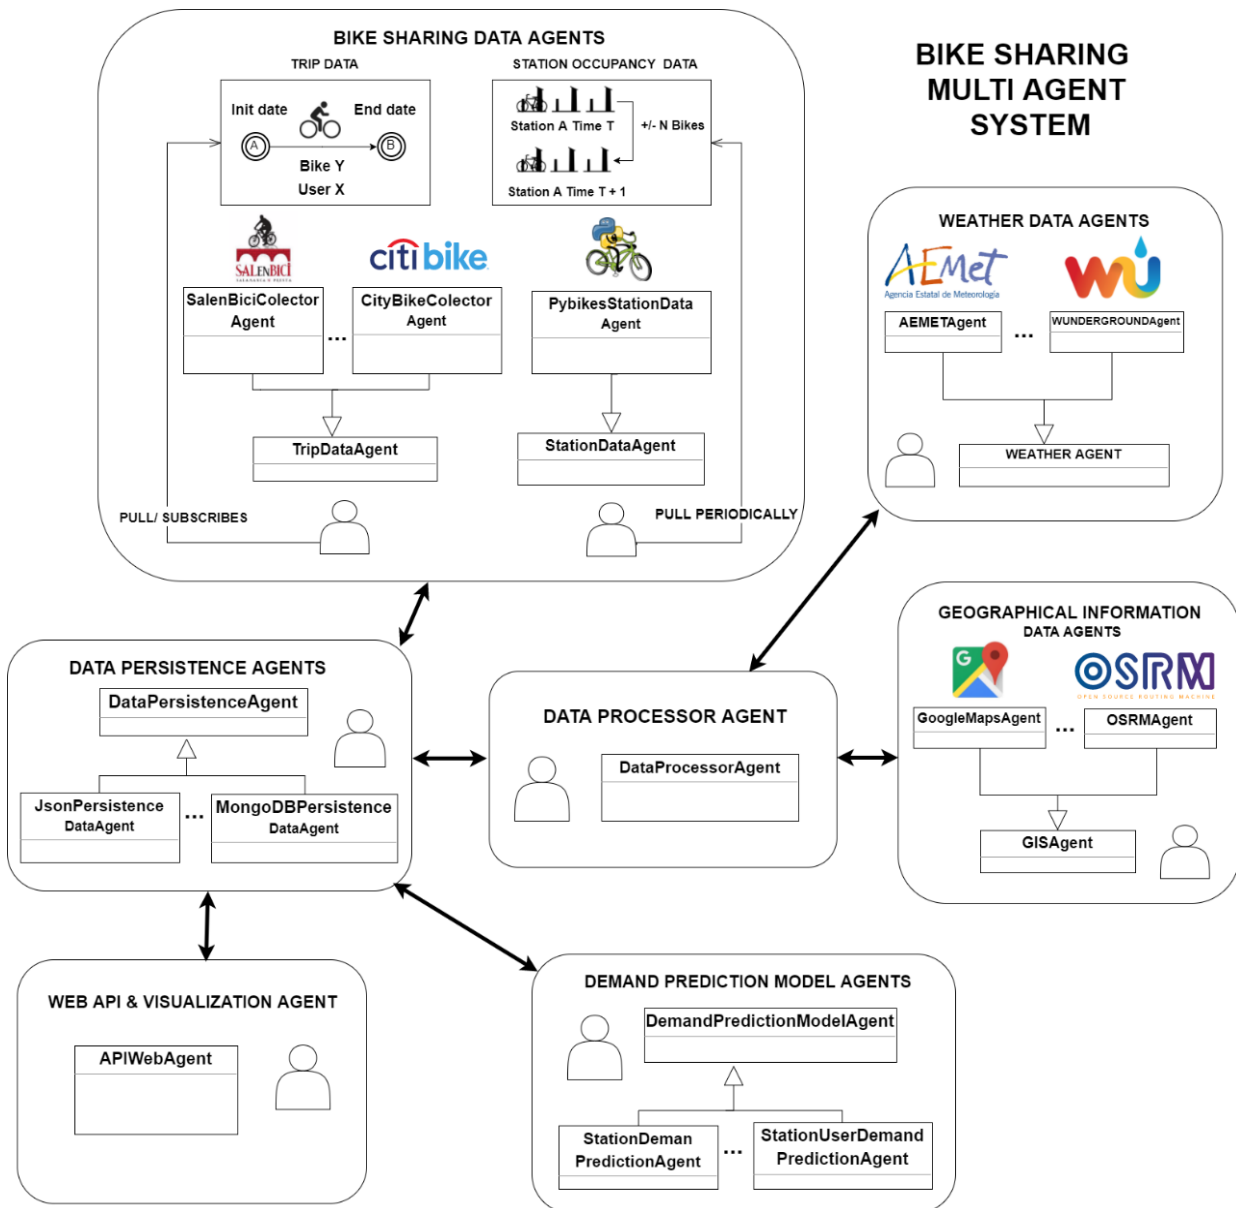 BIKE SHARING DATA AGENTS
TRIP DATA
Init date
End date
A
B
Bike Y
User X
STATION OCCUPANCY DATA
Station A Time T
+/- N Bikes
Station A Time T + 1
BIKE SHARING
MULTI AGENT
SYSTEM
SALENBICI
citi bike
SalenBiciColector
Agent
...
CityBikeColector
Agent
PybikesStationData
Agent
TripDataAgent
StationDataAgent
PULL/ SUBSCRIBES
PULL PERIODICALLY
WEATHER DATA AGENTS
AEMet
Agencia Estatal de Meteorología
WU
AEMETAgent
...
WUNDERGROUNDAgent
WEATHER AGENT
GEOGRAPHICAL INFORMATION
DATA AGENTS
G
OSRM
OPEN SOURCE ROUTING MACHINE
GoogleMapsAgent
...
OSRMAgent
GISAgent
DATA PERSISTENCE AGENTS
DataPersistenceAgent
JsonPersistence
DataAgent
...
MongoDBPersistence
DataAgent
DATA PROCESSOR AGENT
DataProcessorAgent
WEB API & VISUALIZATION AGENT
APIWebAgent
DEMAND PREDICTION MODEL AGENTS
DemandPredictionModelAgent
StationDeman
PredictionAgent
...
StationUserDemand
PredictionAgent